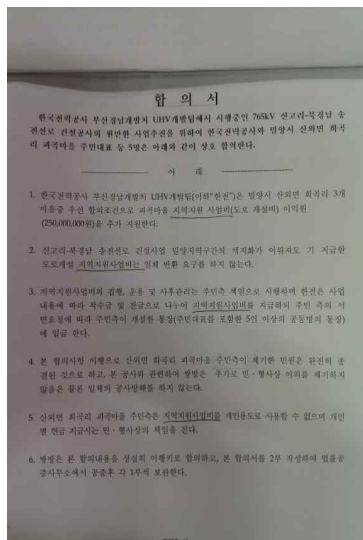 합 의 서
한국전력공사 부산경남개발처 UHV개발팀에서 시행중인 765kV 신고리-북경남 송
전선로 건설공사의 원만한 사업추진을 위하여 한국전력공사와 밀양시 산외면 희곡
리 괴곡마을 주민대표 등 5명은 아래와 같이 상호 합의한다.
아 래
1. 한국전력공사 부산경남개발처 UHV개발팀(이하"한전")은 밀양시 산외면 희곡리 3개
마을중 우선 합의조건으로 괴곡마을 지역지원 사업비(도로 개설비) 이억원
(250,000,000원)을 추가 지원한다.
2. 신고리-북경남 송전선로 건설사업 밀양지역구간의 백지화가 이뤄져도 기 지급한
도로개설 지역지원사업비는 일체 반환 요구를 하지 않는다.
3. 지역지원사업비의 집행, 운용 및 사후관리는 주민측 책임으로 시행하며 한전은 사업
내용에 따라 착수금 및 잔금으로 나누어 지역지원사업비를 지급하되 주민 측의 서
면요청에 따라 주민측이 개설한 통장(주민대표를 포함한 5인 이상의 공동명의 통장)
에 입금 한다.
4. 본 합의사항 이행으로 산외면 희곡리 괴곡마을 주민측이 제기한 민원은 완전히 종
결된 것으로 하고, 본 공사와 관련하여 쌍방은 추가로 민·형사상 이의를 제기하지
않음은 물론 일체의 공사방해를 하지 않는다.
5. 산외면 희곡리 괴곡마을 주민측은 지역지원사업비를 개인용도로 사용할 수 없으며 개인
별 현금 지급시는 민·형사상의 책임을 진다.
6. 쌍방은 본 합의내용을 성실히 이행키로 합의하고, 본 합의서를 2부 작성하여 법률공
증사무소에서 공증후 각 1부씩 보관한다.